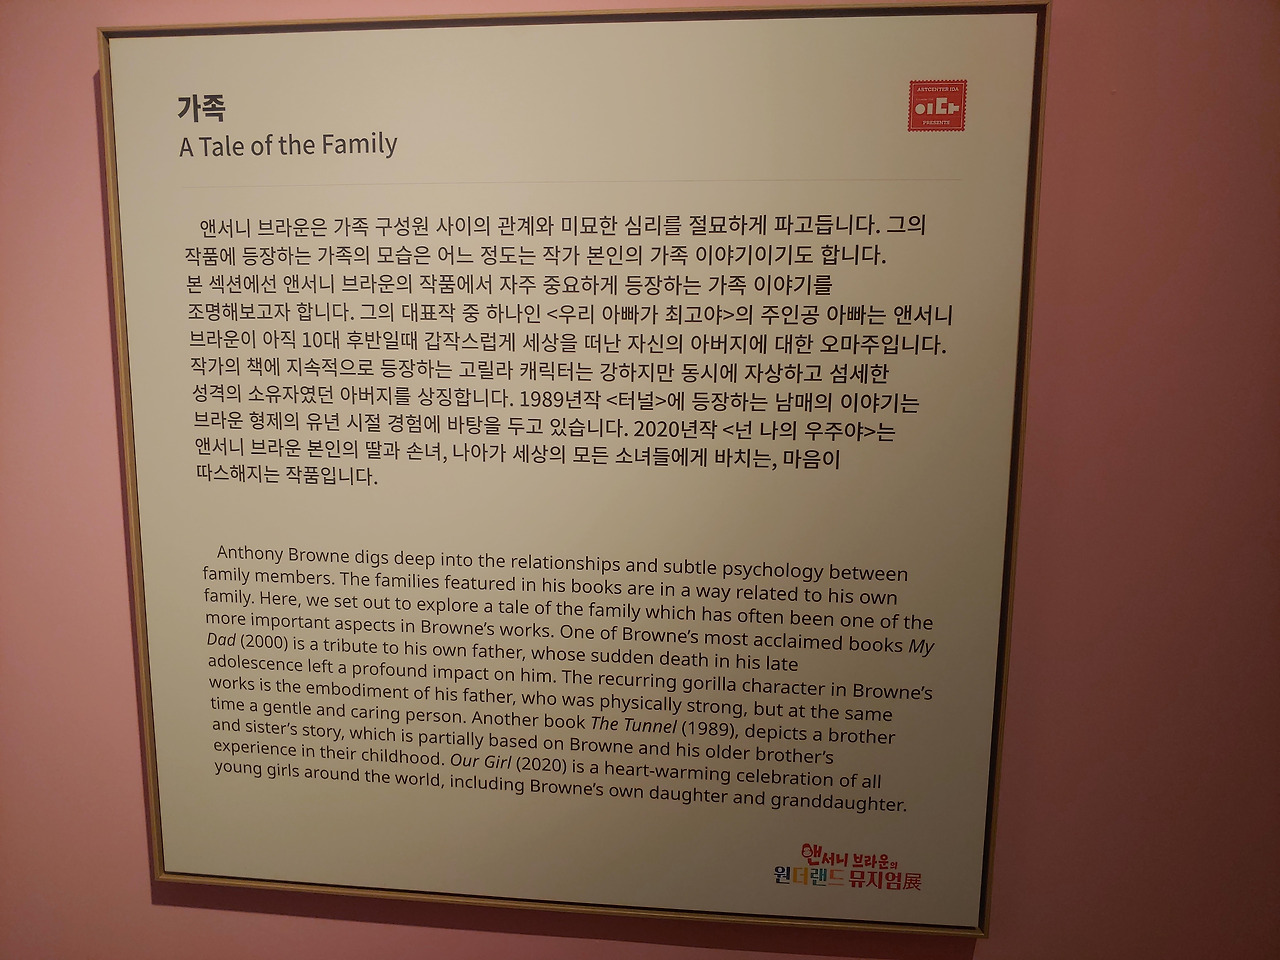 가족
A Tale of the Family
ARTCENTER IDA
이다
PRESENTS
앤서니 브라운은 가족 구성원 사이의 관계와 미묘한 심리를 절묘하게 파고듭니다. 그의
작품에 등장하는 가족의 모습은 어느 정도는 작가 본인의 가족 이야기이기도 합니다.
본 섹션에선 앤서니 브라운의 작품에서 자주 중요하게 등장하는 가족 이야기를
조명해보고자 합니다. 그의 대표작 중 하나인 <우리 아빠가 최고야>의 주인공 아빠는 앤서니
브라운이 아직 10대 후반일때 갑작스럽게 세상을 떠난 자신의 아버지에 대한 오마주입니다.
작가의 책에 지속적으로 등장하는 고릴라 캐릭터는 강하지만 동시에 자상하고 섬세한
성격의 소유자였던 아버지를 상징합니다. 1989년작 <터널>에 등장하는 남매의 이야기는
브라운 형제의 유년 시절 경험에 바탕을 두고 있습니다. 2020년작 <넌 나의 우주야>는
앤서니 브라운 본인의 딸과 손녀, 나아가 세상의 모든 소녀들에게 바치는, 마음이
따스해지는 작품입니다.
Anthony Browne digs deep into the relationships and subtle psychology between
family members. The families featured in his books are in a way related to his own
family. Here, we set out to explore a tale of the family which has often been one of the
more important aspects in Browne's works. One of Browne's most acclaimed books My
Dad (2000) is a tribute to his own father, whose sudden death in his late
adolescence left a profound impact on him. The recurring gorilla character in Browne's
works is the embodiment of his father, who was physically strong, but at the same
time a gentle and caring person. Another book The Tunnel (1989), depicts a brother
and sister's story, which is partially based on Browne and his older brother's
experience in their childhood. Our Girl (2020) is a heart-warming celebration of all
young girls around the world, including Browne's own daughter and granddaughter.
앤서니 브라운의
원더랜드 뮤지엄展